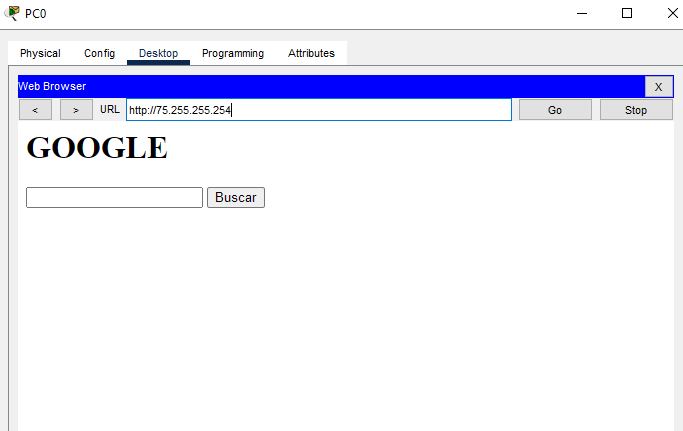 PC0
Physical Config Desktop Programming Attributes
Web Browser X
< > URL http://75.255.255.254 Go Stop
GOOGLE
Buscar